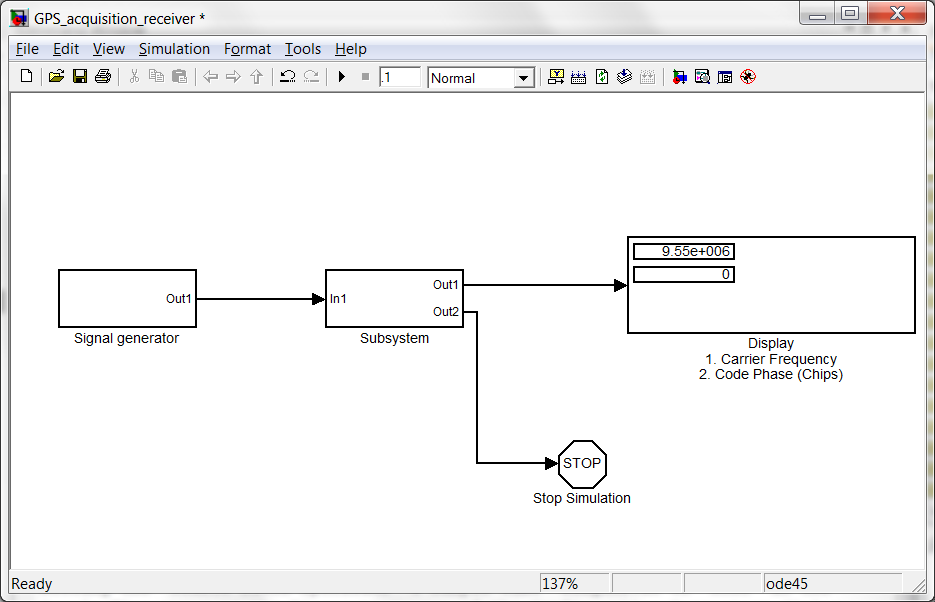 GPS_acquisition_receiver *
File Edit View Simulation Format Tools Help
.1 Normal
9.55e+006
0
Out1
Signal generator
In1
Out1
Out2
Subsystem
Display
1. Carrier Frequency
2. Code Phase (Chips)
STOP
Stop Simulation
Ready 137% ode45